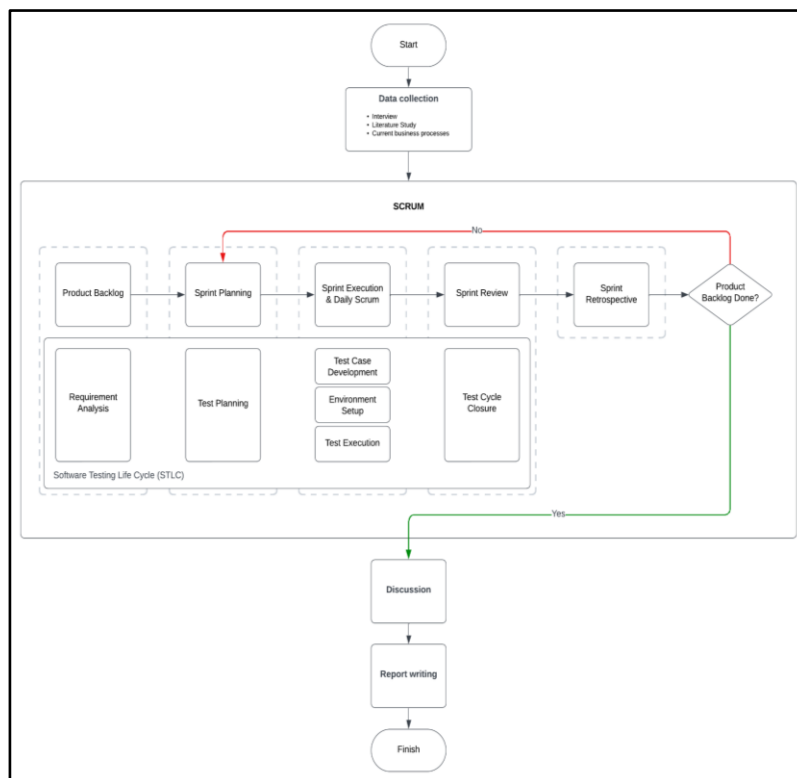 Start
Data collection
• Interview
• Literature Study
• Current business processes
SCRUM
No
Product Backlog
Sprint Planning
Sprint Execution
& Daily Scrum
Sprint Review
Sprint
Retrospective
Product
Backlog Done?
Requirement
Analysis
Test Planning
Test Case
Development
Environment
Setup
Test Execution
Test Cycle
Closure
Software Testing Life Cycle (STLC)
Yes
Discussion
Report writing
Finish